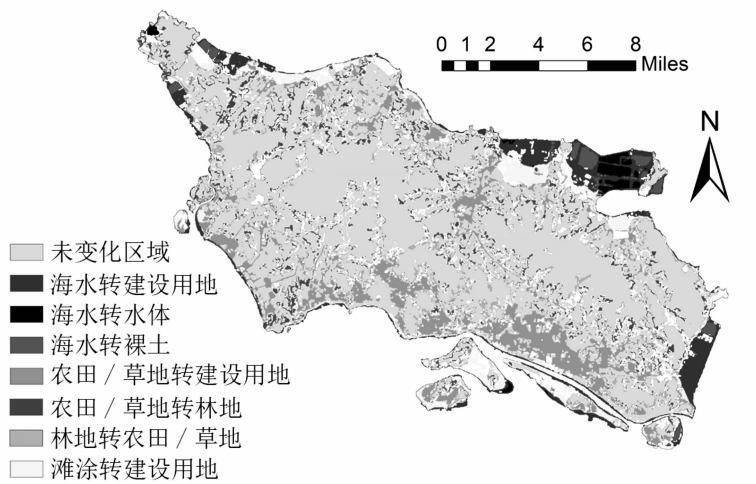 0 1 2 4 6 8
Miles
N
未变化区域
海水转建设用地
海水转水体
海水转裸土
农田/草地转建设用地
农田/草地转林地
林地转农田/草地
滩涂转建设用地